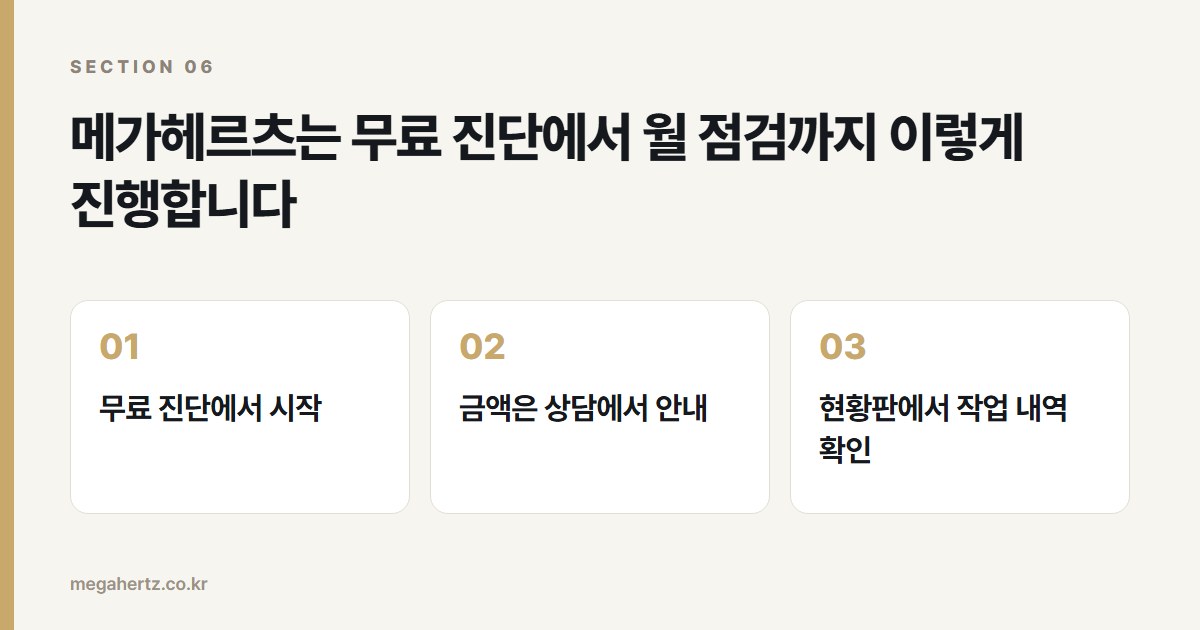 SECTION 06
메가헤르츠는 무료 진단에서 월 점검까지 이렇게
진행합니다
01
무료 진단에서 시작
02
금액은 상담에서 안내
03
현황판에서 작업 내역
확인
megahertz.co.kr